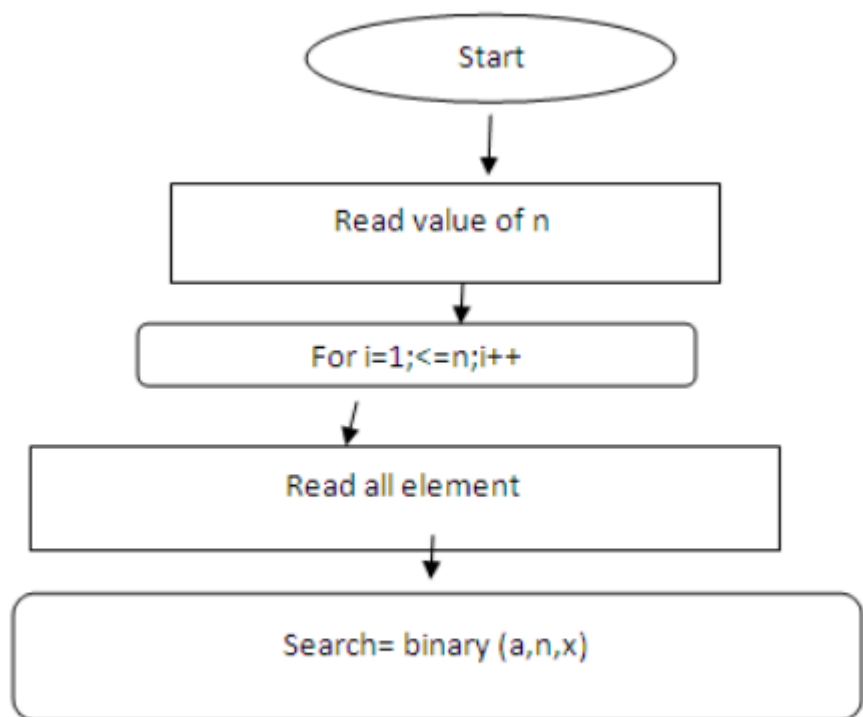 Start
Read value of n
For i=1;<=n;i++
Read all element
Search= binary (a,n,x)